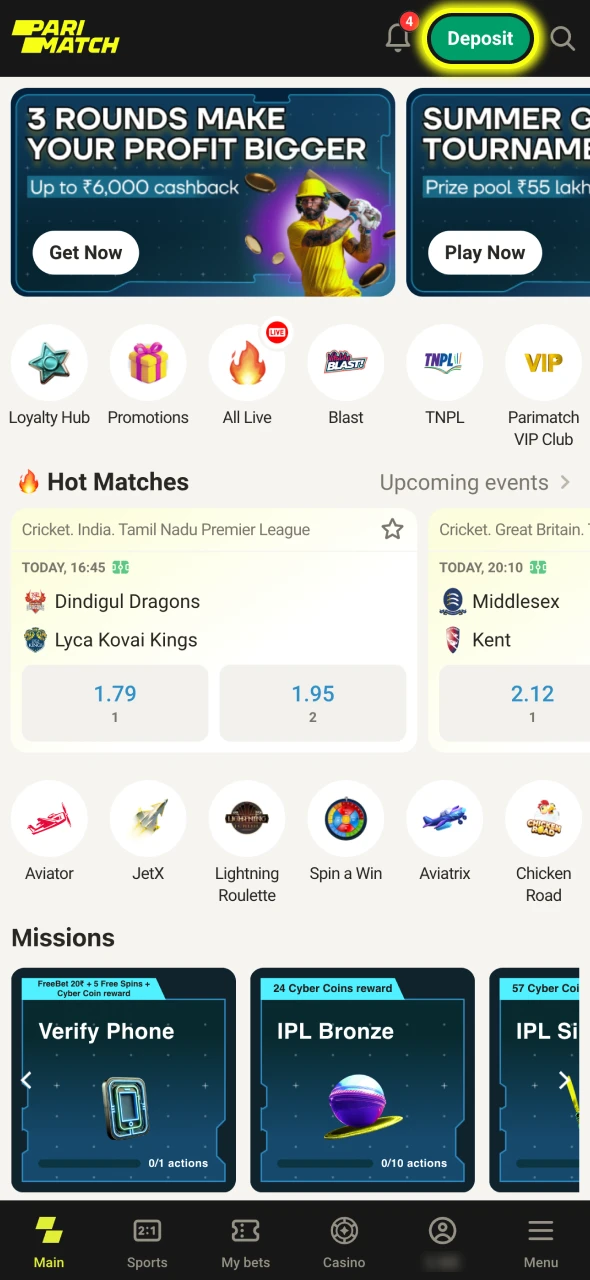 PARI
MATCH
4
Deposit
3 ROUNDS MAKE
YOUR PROFIT BIGGER
Up to ₹6,000 cashback
Get Now
SUMMER G
TOURNAME
Prize pool ₹55 lakh
Play Now
LIVE
BLAST
TNPL
VIP
Loyalty Hub
Promotions
All Live
Blast
TNPL
Parimatch
VIP Club
Hot Matches
Upcoming events
Cricket. India. Tamil Nadu Premier League
TODAY, 16:45
Dindigul Dragons
Lyca Kovai Kings
1.79
1
1.95
2
Cricket. Great Britain.
TODAY, 20:10
Middlesex
Kent
2.12
1
LIGHTNING
CHICKEN
ROAD
Aviator
JetX
Lightning
Roulette
Spin a Win
Aviatrix
Chicken
Road
Missions
FreeBet 20₹ + 5 Free Spins +
Cyber Coin reward
Verify Phone
0/1 actions
24 Cyber Coins reward
IPL Bronze
0/10 actions
57 Cyber Coi
IPL Si
2:1
Main
Sports
My bets
Casino
Menu